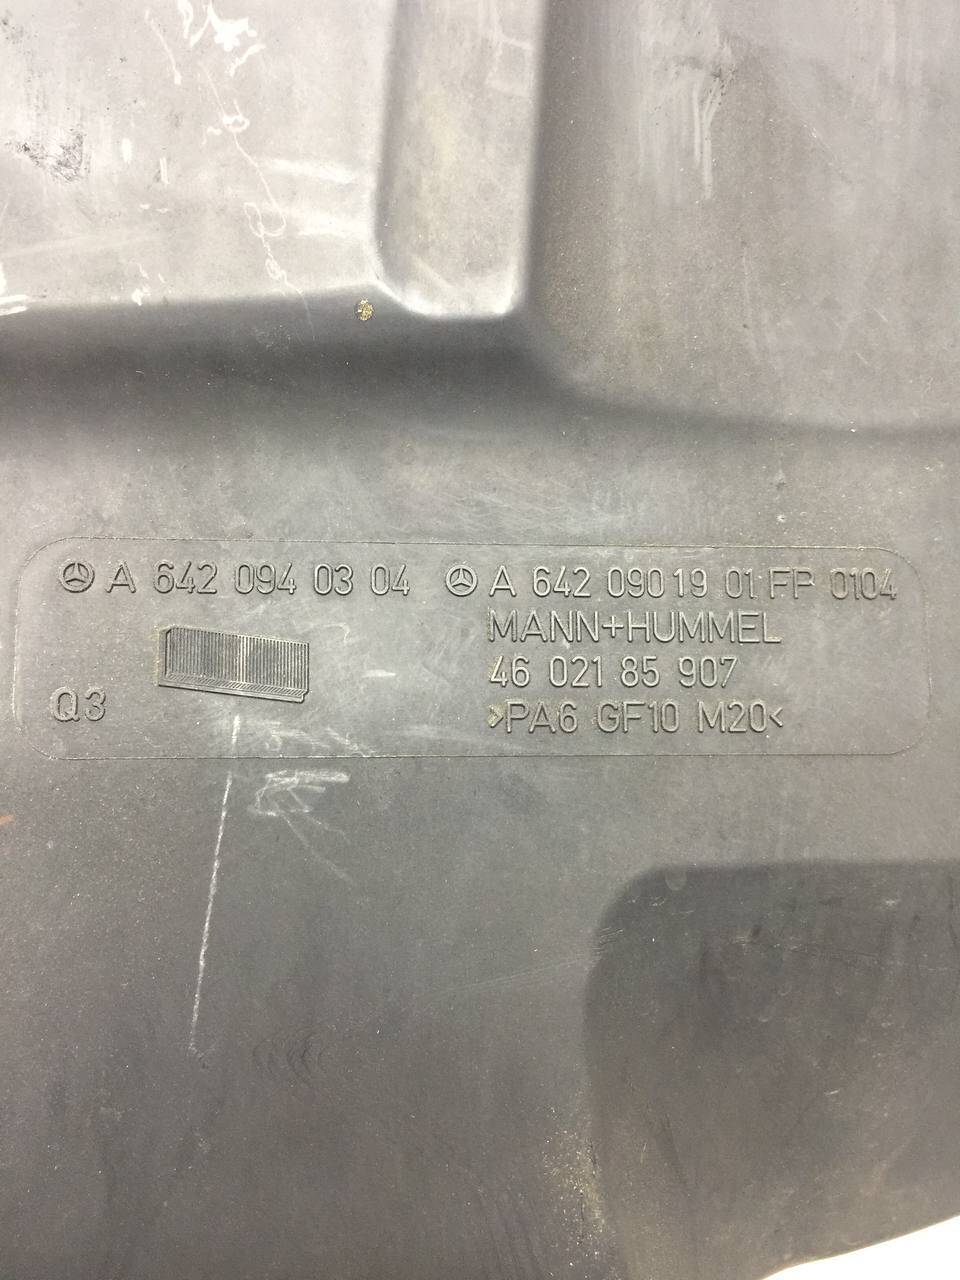 A 642 094 03 04 A 642 090 19 01 FP 0104
MANN+HUMMEL
46 021 85 907
Q3 >PA6 GF10 M20<